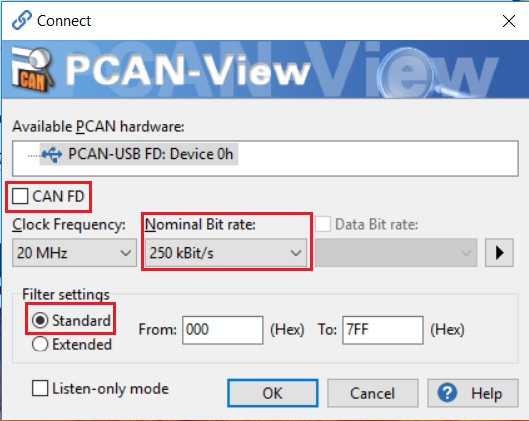 Connect
CAN
PCAN-View
View
Available PCAN hardware:
PCAN-USB FD: Device 0h
CAN FD
Clock Frequency: Nominal Bit rate: Data Bit rate:
20 MHz 250 kBit/s
Filter settings
Standard
From: 000 (Hex) To: 7FF (Hex)
Extended
Listen-only mode OK Cancel ? Help